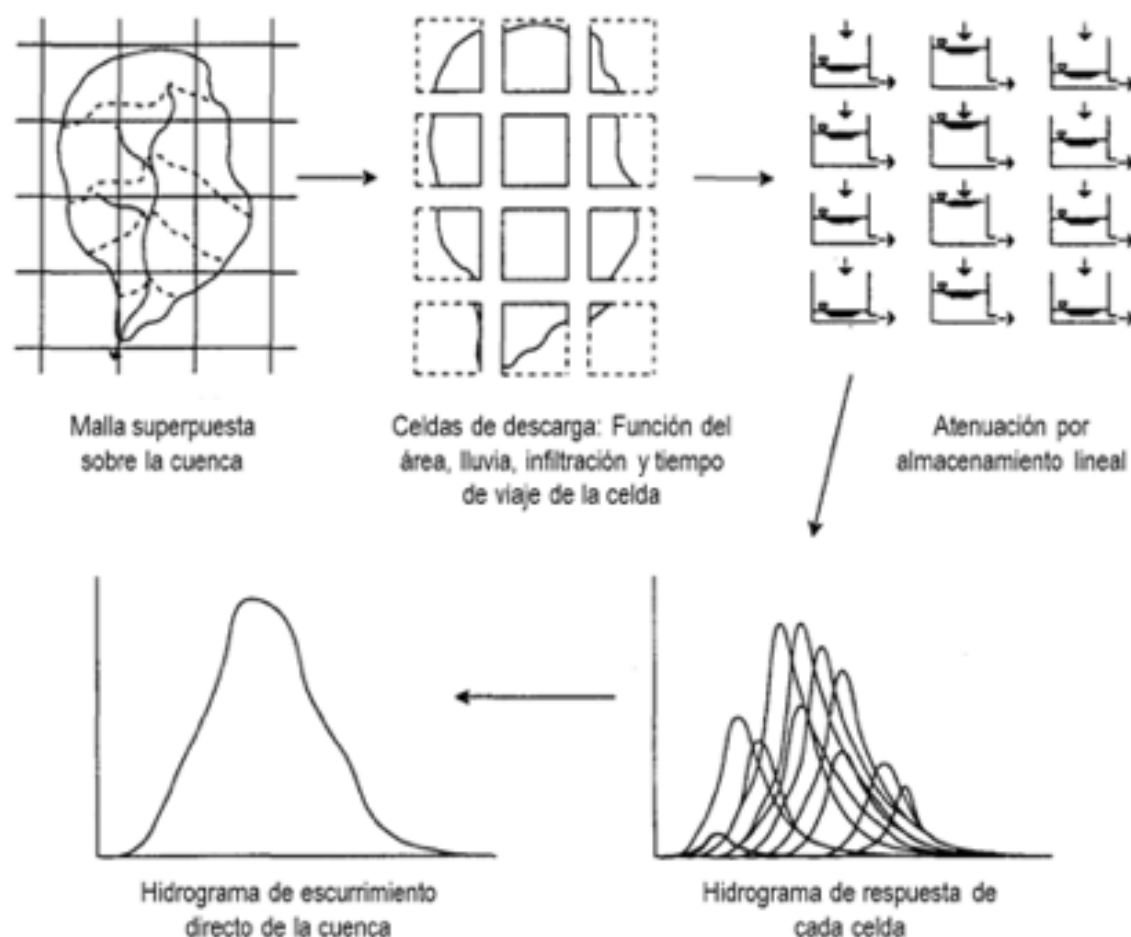 Malla superpuesta
sobre la cuenca
Celdas de descarga: Función del
área, lluvia, infiltración y tiempo
de viaje de la celda
Atenuación por
almacenamiento lineal
Hidrograma de escurrimiento
directo de la cuenca
Hidrograma de respuesta de
cada celda